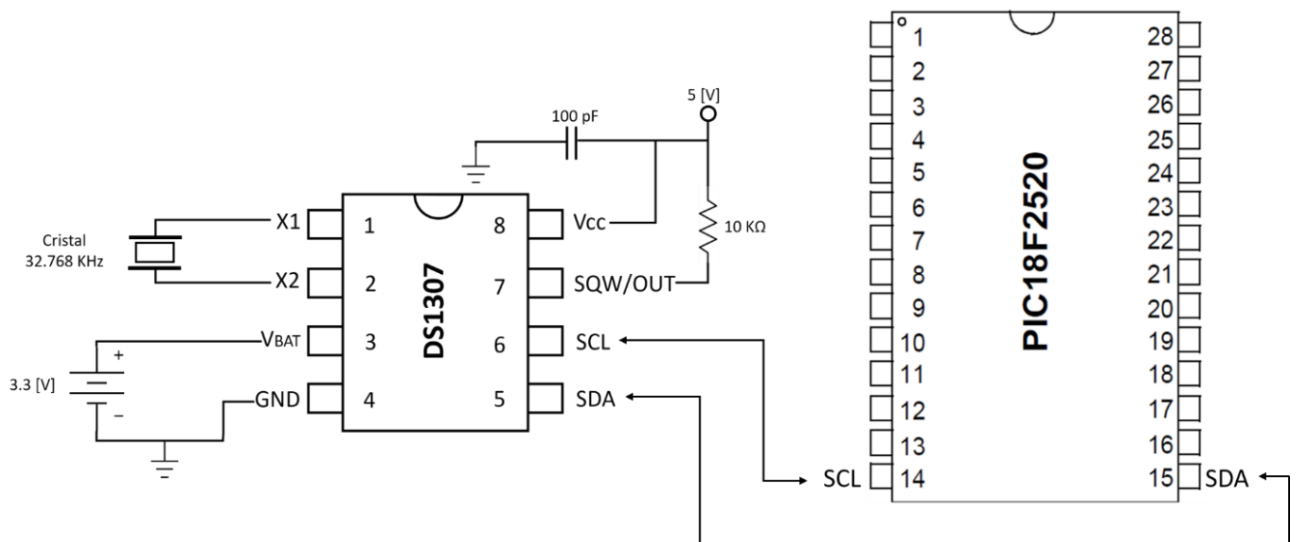 5 [V]
100 pF
10 KΩ
Cristal
32.768 KHz
X1
X2
VBAT
GND
3.3 [V]
1
2
3
4
DS1307
8
7
6
5
Vcc
SQW/OUT
SCL
SDA
1
2
3
4
5
6
7
8
9
10
11
12
13
14
SCL
PIC18F2520
28
27
26
25
24
23
22
21
20
19
18
17
16
15
SDA
+
−